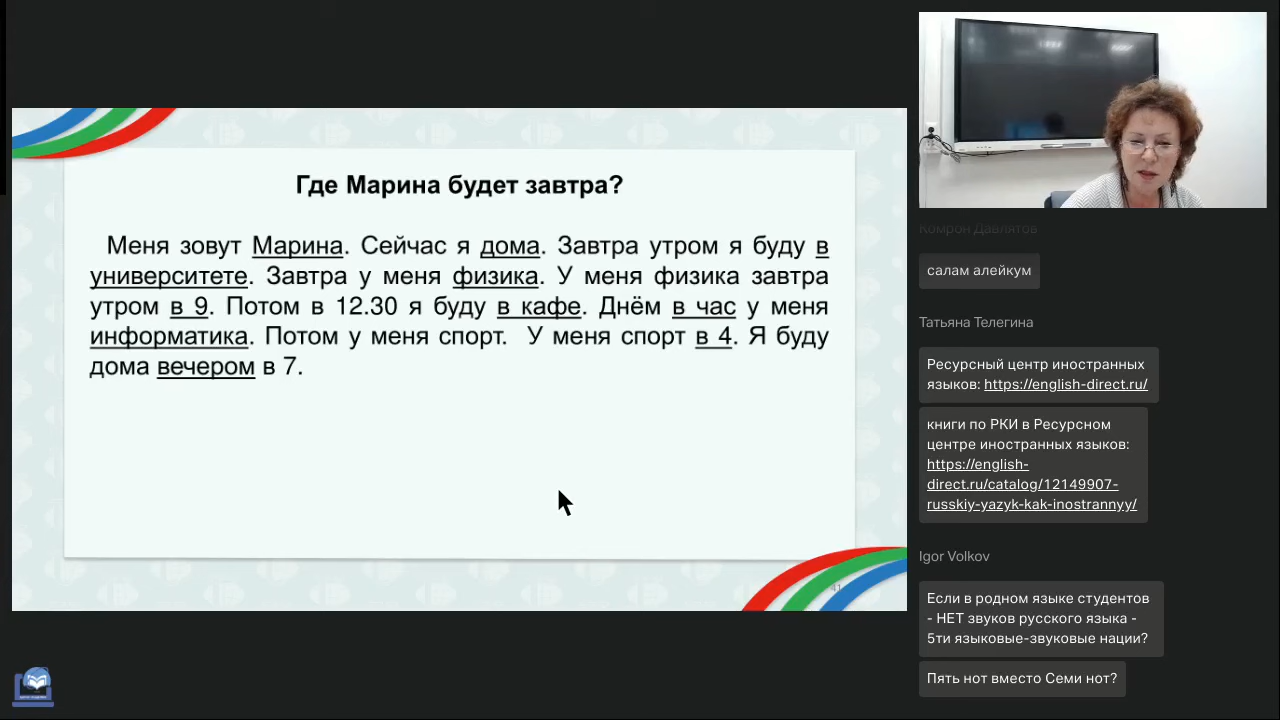 Где Марина будет завтра?
Меня зовут Марина. Сейчас я дома. Завтра утром я буду в
университете. Завтра у меня физика. У меня физика завтра
утром в 9. Потом в 12.30 я буду в кафе. Днём в час у меня
информатика. Потом у меня спорт. У меня спорт в 4. Я буду
дома вечером в 7.
41
Комрон Давлятов
салам алейкум
Татьяна Телегина
Ресурсный центр иностранных
языков: https://english-direct.ru/
книги по РКИ в Ресурсном
центре иностранных языков:
https://english-
direct.ru/catalog/12149907-
russkiy-yazyk-kak-inostrannyy/
Igor Volkov
Если в родном языке студентов
- НЕТ звуков русского языка -
5ти языковые-звуковые нации?
Пять нот вместо Семи нот?